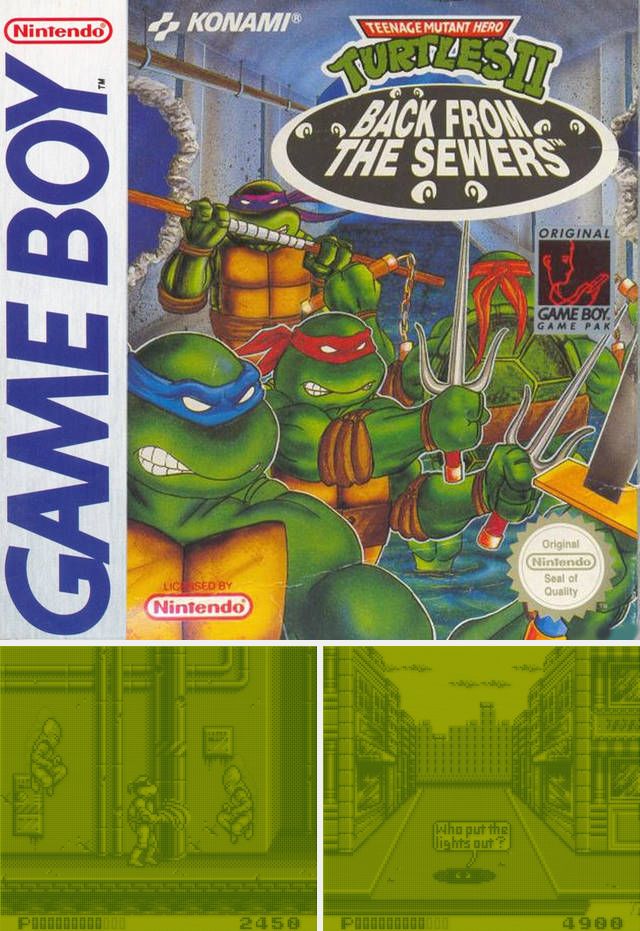 Nintendo®
GAME BOY™
KONAMI®
TEENAGE MUTANT HERO
TURTLES II
BACK FROM
THE SEWERS™
ORIGINAL
GAME BOY.
GAME PAK
Original
Nintendo
Seal of
Quality
LICENSED BY
Nintendo®
P
2450
Who put the
lights out?
P
4900